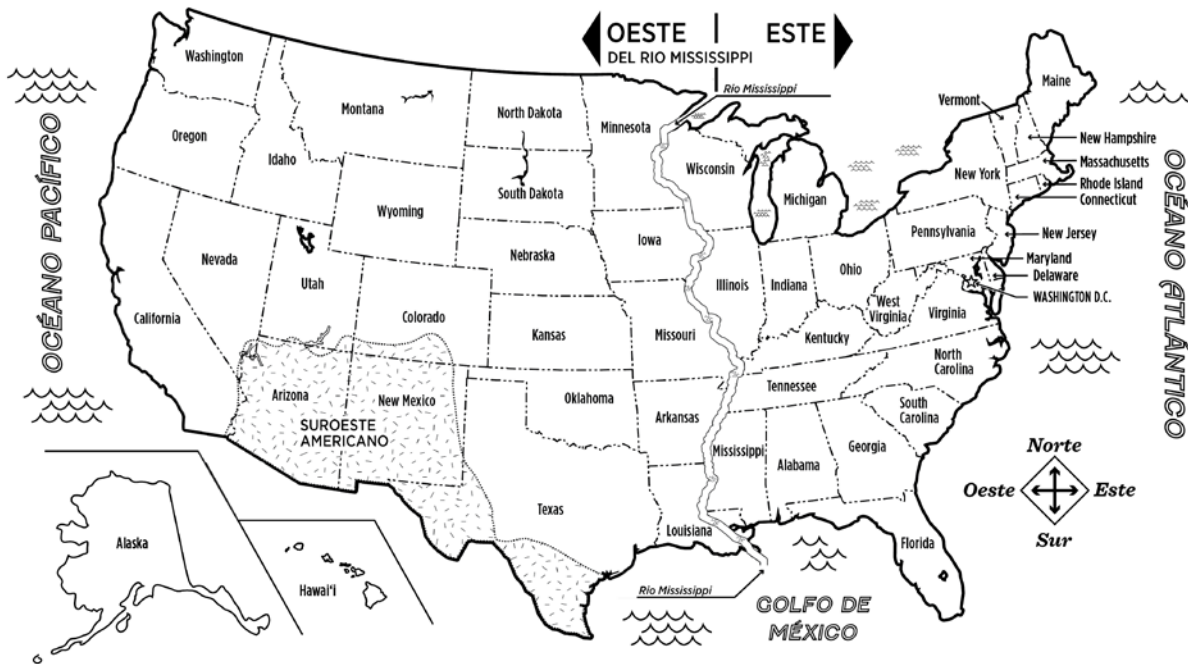 OESTE | ESTE
DEL RIO MISSISSIPPI
Río Mississippi
Washington
Oregon
Idaho
Montana
North Dakota
South Dakota
Minnesota
Wisconsin
Michigan
Wyoming
Nebraska
Iowa
Nevada
Utah
Colorado
Kansas
Missouri
Illinois
Indiana
Ohio
California
Arizona
New Mexico
SUROESTE
AMERICANO
Oklahoma
Arkansas
Texas
Louisiana
Mississippi
Alabama
Georgia
Florida
Tennessee
Kentucky
West
Virginia
Virginia
North
Carolina
South
Carolina
Pennsylvania
New York
Vermont
Maine
New Hampshire
Massachusetts
Rhode Island
Connecticut
New Jersey
Maryland
Delaware
WASHINGTON D.C.
Alaska
Hawaiʻi
OCÉANO PACÍFICO
OCÉANO ATLÁNTICO
Río Mississippi
GOLFO DE
MÉXICO
Norte
Oeste Este
Sur